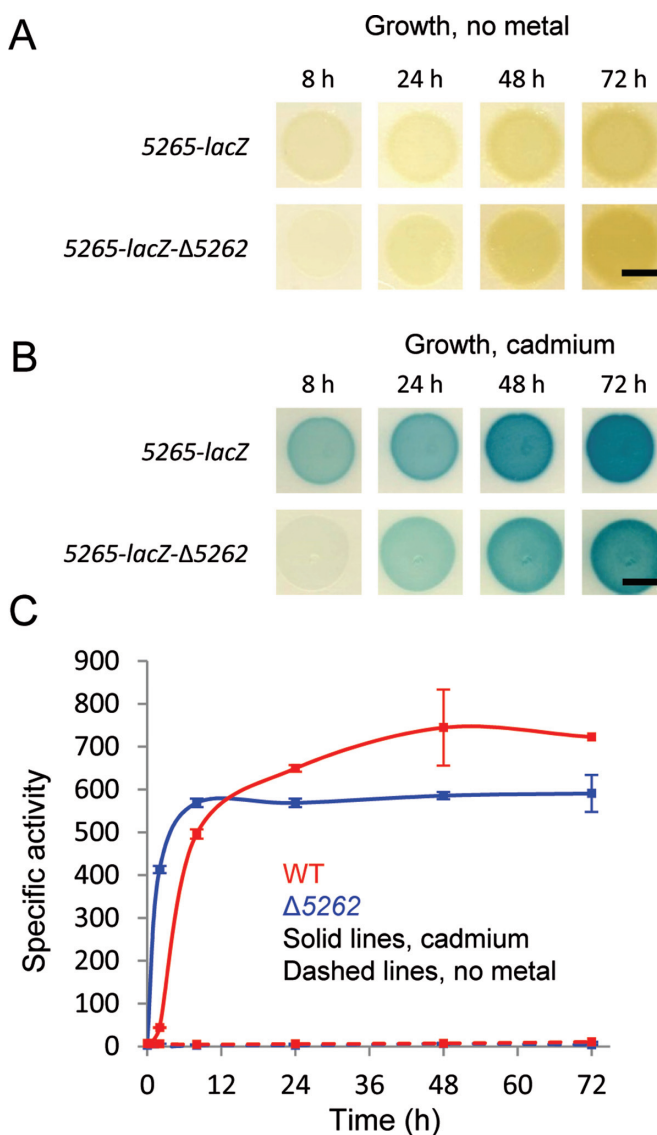 A
Growth, no metal
8 h 24 h 48 h 72 h
5265-lacZ
5265-lacZ-Δ5262
B
Growth, cadmium
8 h 24 h 48 h 72 h
5265-lacZ
5265-lacZ-Δ5262
C
900
800
700
600
500
400
300
200
100
0
Specific activity
WT
Δ5262
Solid lines, cadmium
Dashed lines, no metal
0 12 24 36 48 60 72
Time (h)